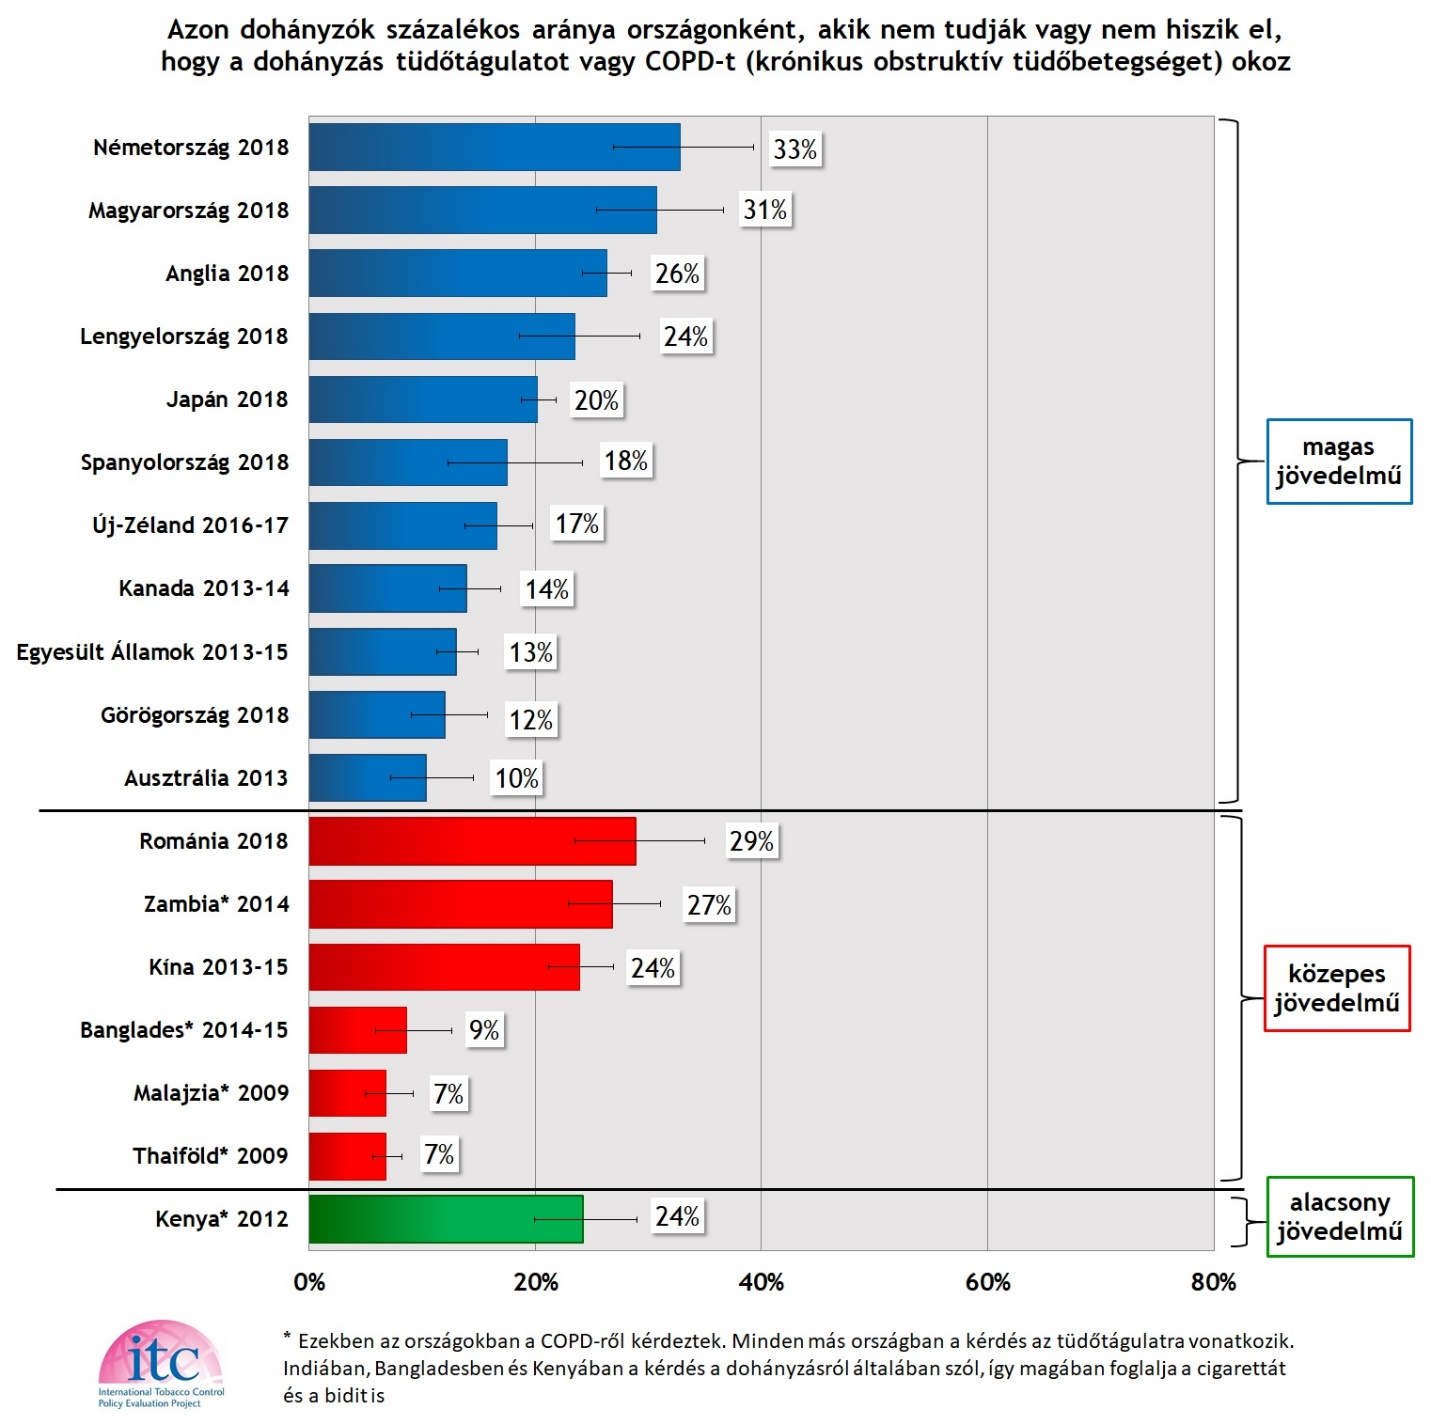 Azon dohányzók százalékos aránya országonként, akik nem tudják vagy nem hiszik el,
hogy a dohányzás tüdőtágulatot vagy COPD-t (krónikus obstruktív tüdőbetegséget) okoz
Németország 2018 33%
Magyarország 2018 31%
Anglia 2018 26%
Lengyelország 2018 24%
Japán 2018 20%
Spanyolország 2018 18%
Új-Zéland 2016-17 17%
Kanada 2013-14 14%
Egyesült Államok 2013-15 13%
Görögország 2018 12%
Ausztrália 2013 10%
magas
jövedelmű
Románia 2018 29%
Zambia* 2014 27%
Kína 2013-15 24%
Banglades* 2014-15 9%
Malajzia* 2009 7%
Thaiföld* 2009 7%
közepes
jövedelmű
Kenya* 2012 24%
alacsony
jövedelmű
0% 20% 40% 60% 80%
itc
International Tobacco Control
Policy Evaluation Project
* Ezekben az országokban a COPD-ről kérdeztek. Minden más országban a kérdés az tüdőtágulatra vonatkozik.
Indiában, Bangladesben és Kenyában a kérdés a dohányzásról általában szól, így magában foglalja a cigarettát
és a bidit is